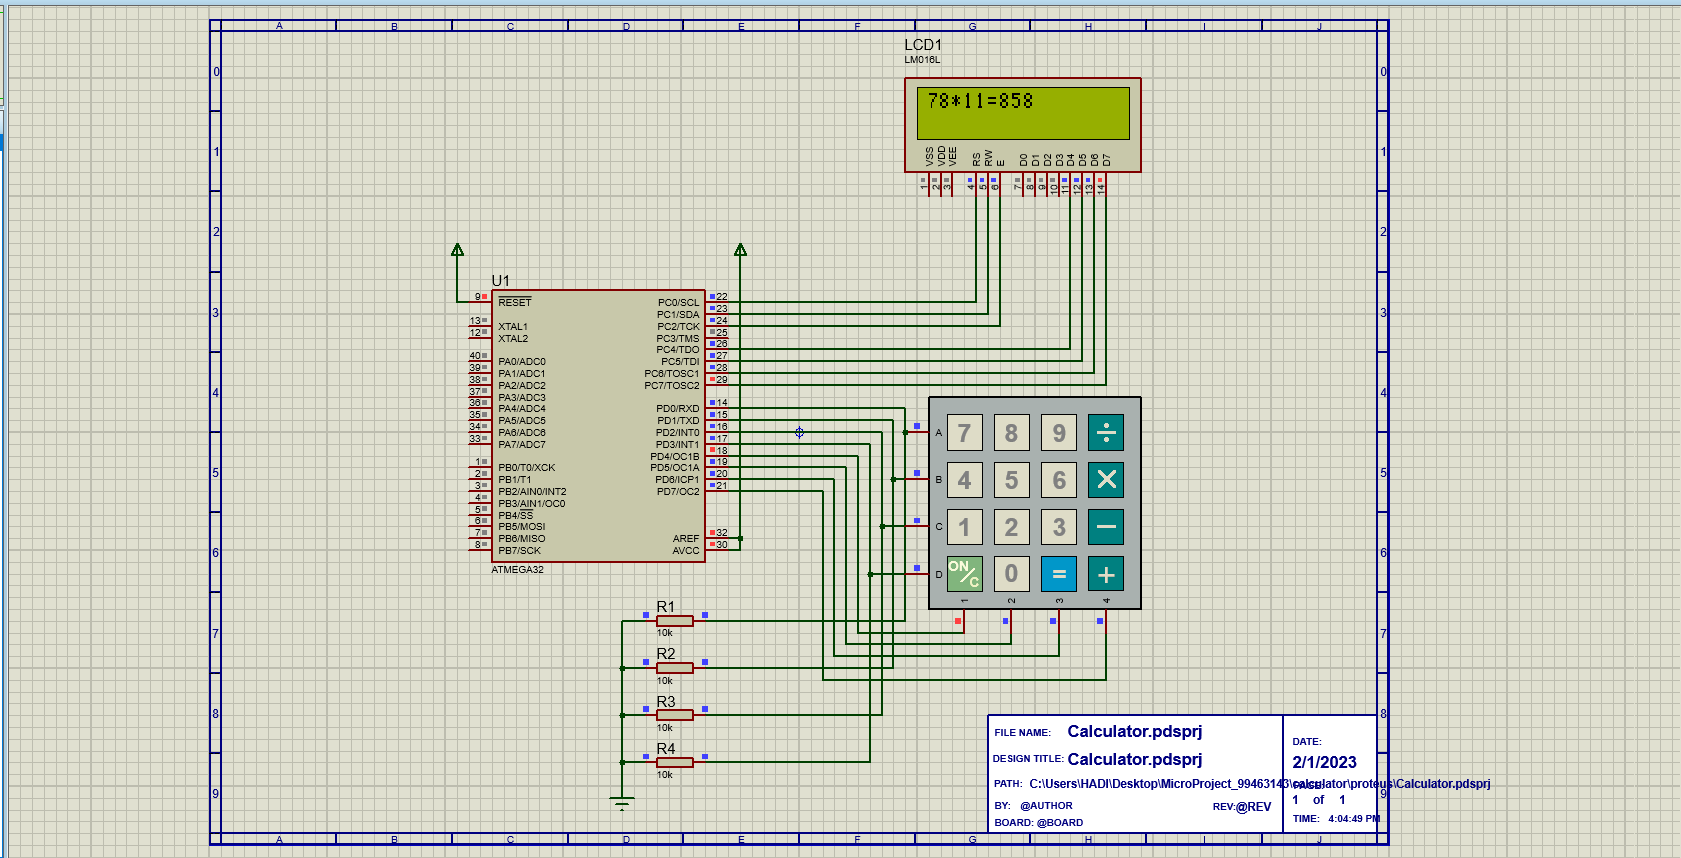 A B C D E F G H I J
LCD1
LM016L
0 0
78*11=858
1 1
VSS VDD VEE RS RW E D0 D1 D2 D3 D4 D5 D6 D7
1 2 3 4 5 6 7 8 9 10 11 12 13 14
2 2
U1
9 RESET PC0/SCL 22
PC1/SDA 23
13 XTAL1 PC2/TCK 24
12 XTAL2 PC3/TMS 25
PC4/TDO 26
40 PA0/ADC0 PC5/TDI 27
39 PA1/ADC1 PC6/TOSC1 28
38 PA2/ADC2 PC7/TOSC2 29
37 PA3/ADC3
36 PA4/ADC4 PD0/RXD 14
35 PA5/ADC5 PD1/TXD 15
34 PA6/ADC6 PD2/INT0 16
33 PA7/ADC7 PD3/INT1 17
PD4/OC1B 18
1 PB0/T0/XCK PD5/OC1A 19
2 PB1/T1 PD6/ICP1 20
3 PB2/AIN0/INT2 PD7/OC2 21
4 PB3/AIN1/OC0
5 PB4/SS
6 PB5/MOSI
7 PB6/MISO AREF 32
8 PB7/SCK AVCC 30
ATMEGA32
3 3
4 4
A 7 8 9 ÷
5 5
B 4 5 6 ×
C 1 2 3 −
6 6
D ON/C 0 = +
1 2 3 4
R1
10k
7 7
R2
10k
R3
10k
8 8
R4
10k
9 9
FILE NAME: Calculator.pdsprj
DESIGN TITLE: Calculator.pdsprj
PATH: C:\Users\HADI\Desktop\MicroProject_99463143\calculator\proteus\Calculator.pdsprj
BY: @AUTHOR REV:@REV
BOARD: @BOARD
DATE:
2/1/2023
PAGE:
1 of 1
TIME: 4:04:49 PM
A B C D E F G H I J